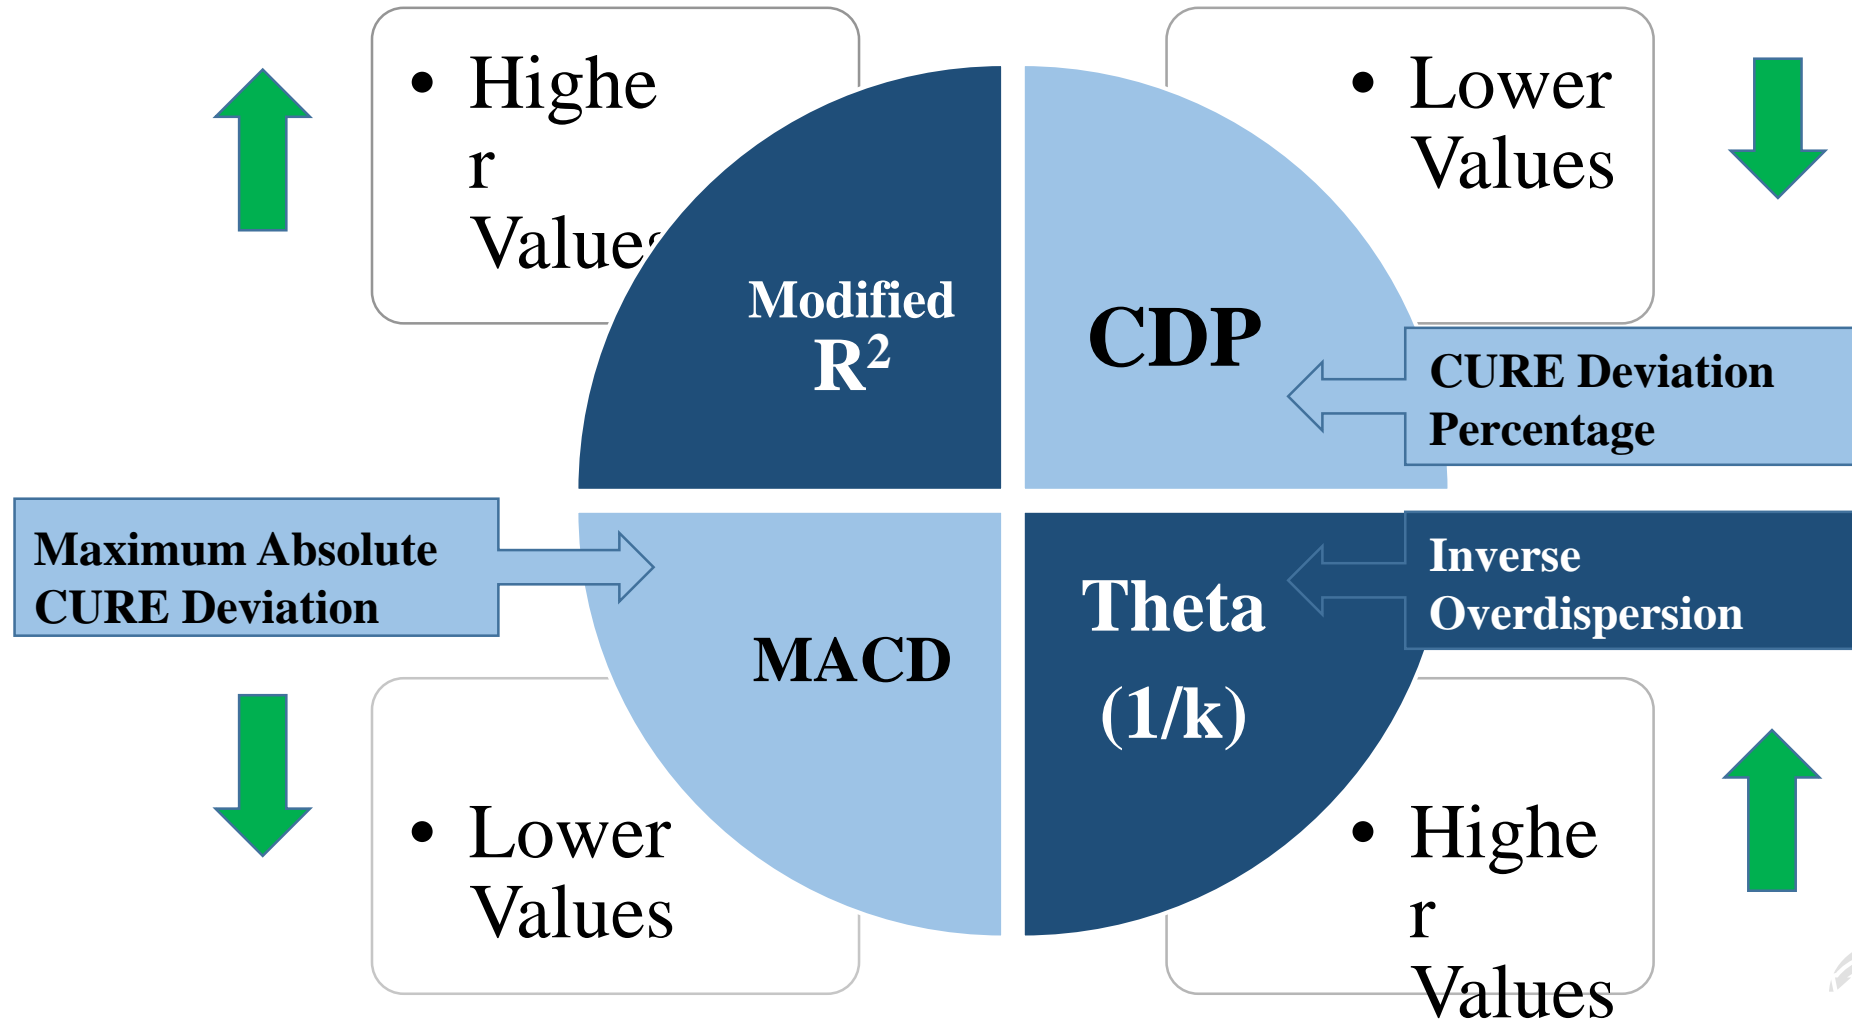 • Highe
r
Values
• Lower
Values
Modified
R²
CDP
CURE Deviation
Percentage
Maximum Absolute
CURE Deviation
MACD
Theta
(1/k)
Inverse
Overdispersion
• Lower
Values
• Highe
r
Values